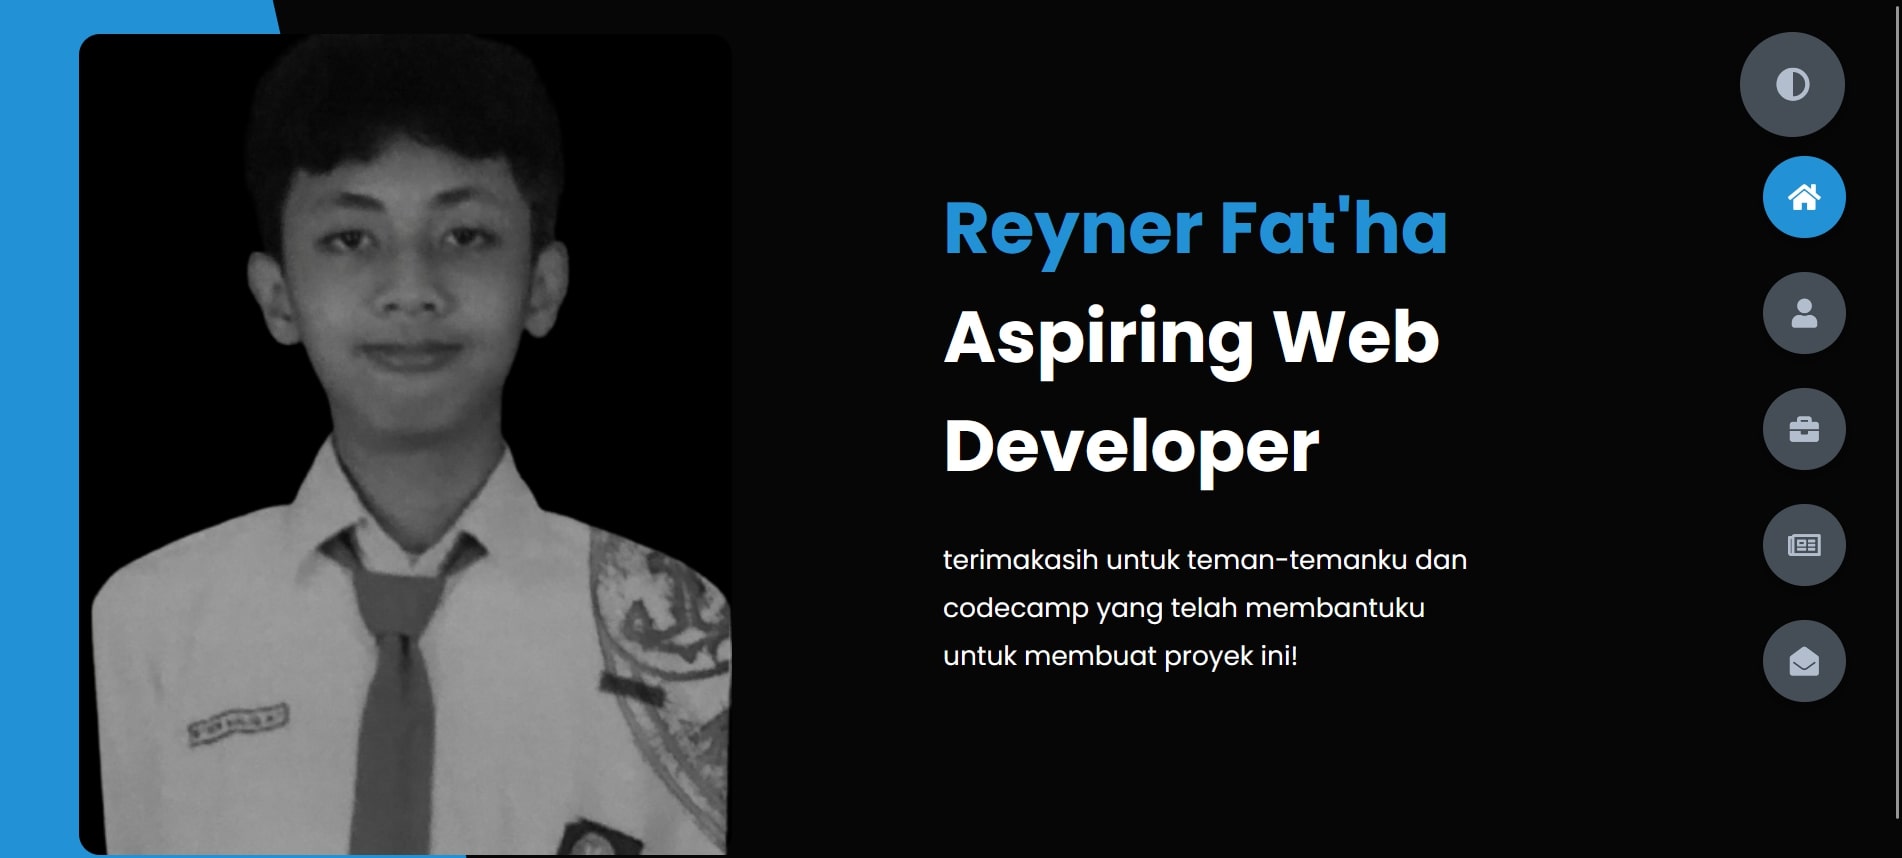 Reyner Fat'ha
Aspiring Web
Developer
terimakasih untuk teman-temanku dan
codecamp yang telah membantuku
untuk membuat proyek ini!